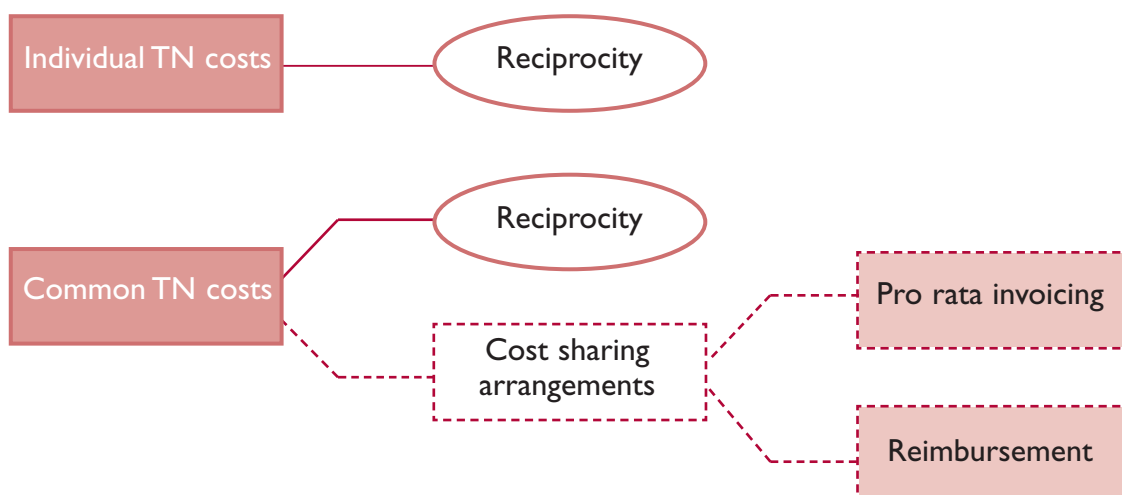 Individual TN costs
Reciprocity
Reciprocity
Common TN costs
Pro rata invoicing
Cost sharing
arrangements
Reimbursement